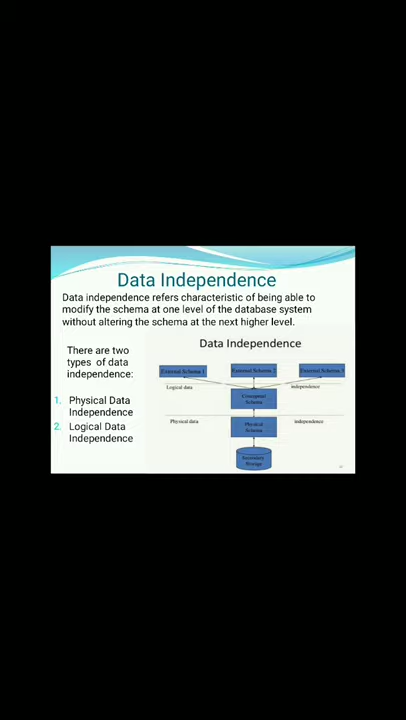 Data Independence
Data independence refers characteristic of being able to
modify the schema at one level of the database system
without altering the schema at the next higher level.
There are two
types of data
independence:
1. Physical Data
Independence
2. Logical Data
Independence
Data Independence
External Schema 1
External Schema 2
External Schema 3
Logical data
independence
Conceptual
Schema
Physical data
independence
Physical
Schema
Secondary
Storage